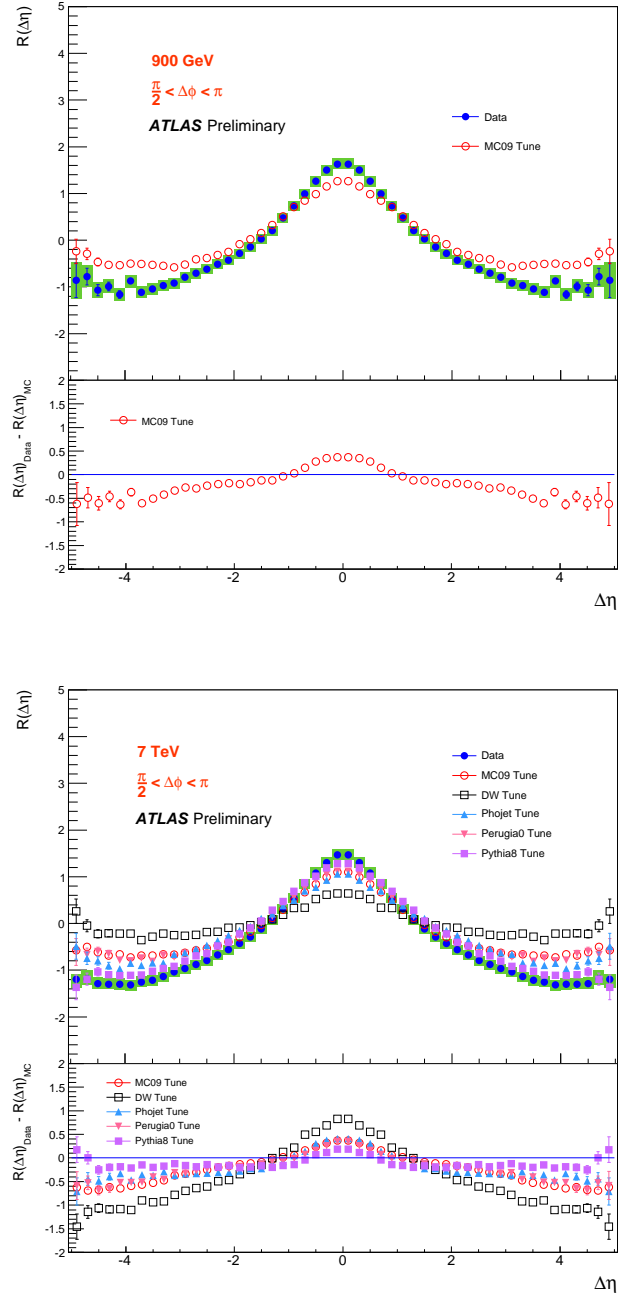 R(Δη)
5
4
3
2
1
0
-1
-2
900 GeV
π/2 < Δϕ < π
ATLAS Preliminary
Data
MC09 Tune
R(Δη)Data - R(Δη)MC
2
1.5
1
0.5
0
-0.5
-1
-1.5
-2
MC09 Tune
-4 -2 0 2 4
Δη
R(Δη)
5
4
3
2
1
0
-1
-2
7 TeV
π/2 < Δϕ < π
ATLAS Preliminary
Data
MC09 Tune
DW Tune
Phojet Tune
Perugia0 Tune
Pythia8 Tune
R(Δη)Data - R(Δη)MC
2
1.5
1
0.5
0
-0.5
-1
-1.5
-2
MC09 Tune
DW Tune
Phojet Tune
Perugia0 Tune
Pythia8 Tune
-4 -2 0 2 4
Δη